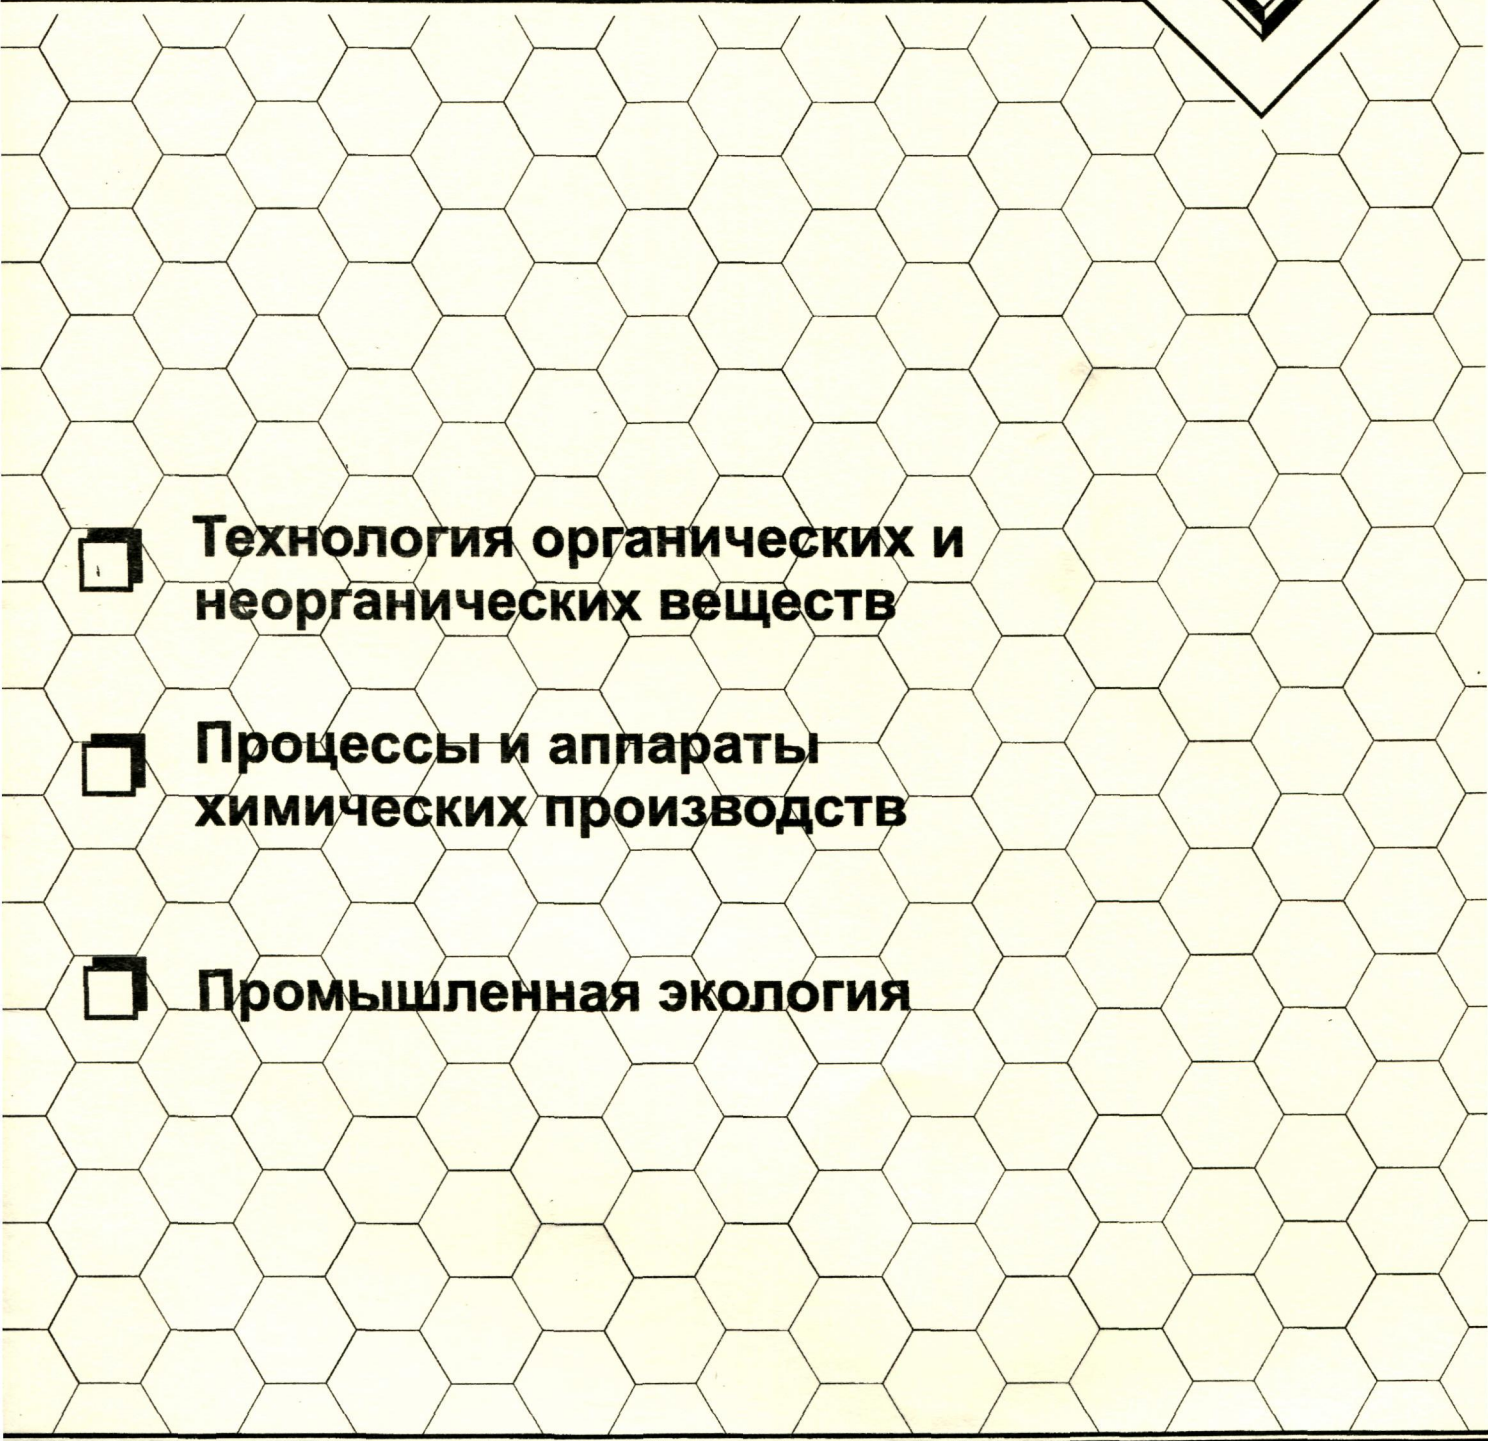 Технология органических и
неорганических веществ
Процессы и аппараты
химических производств
Промышленная экология